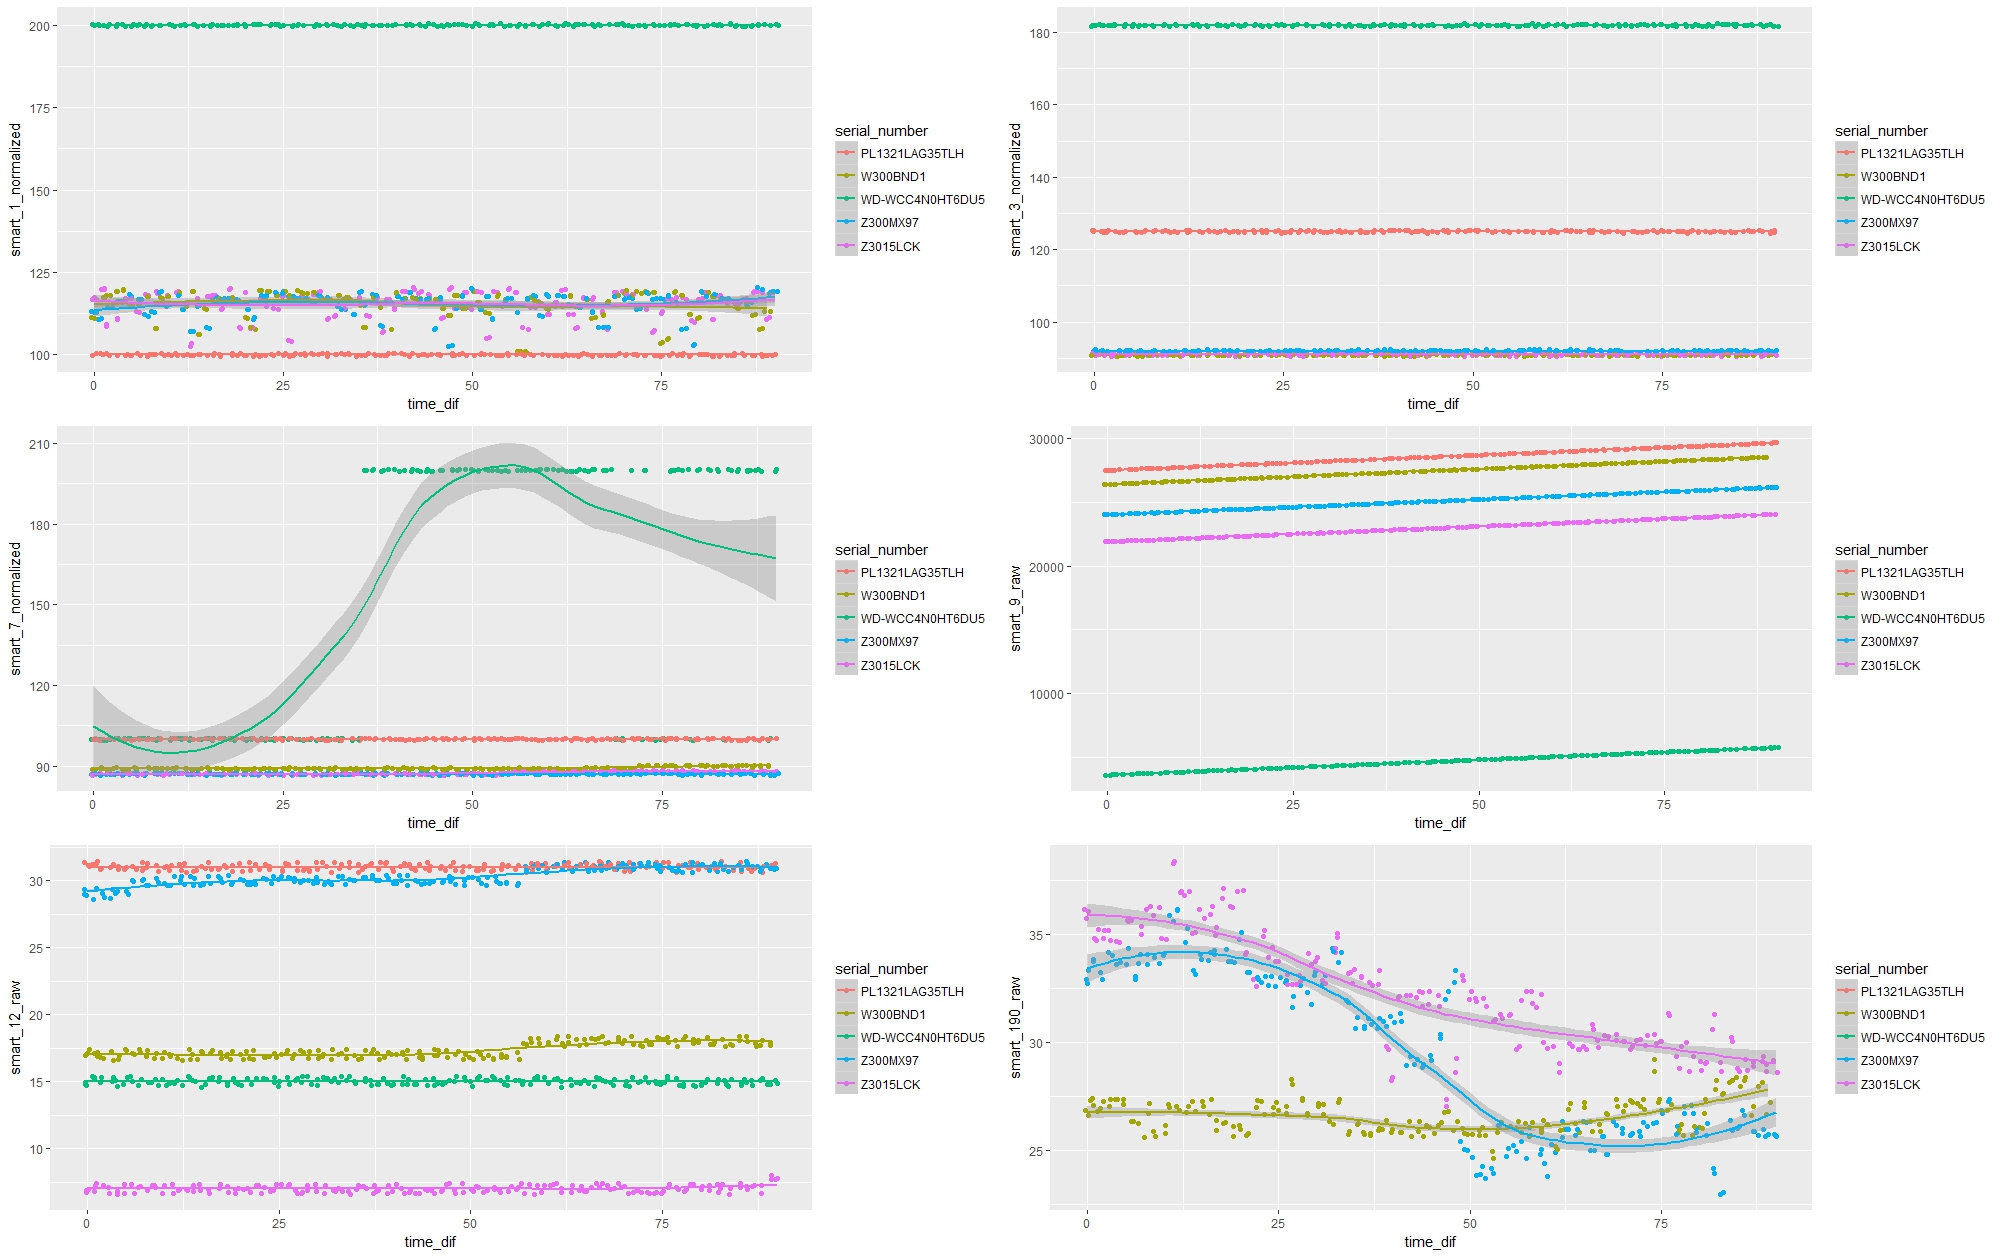 smart_1_normalized
200
175
150
125
100
0 25 50 75
time_dif
serial_number
PL1321LAG35TLH
W300BND1
WD-WCC4N0HT6DU5
Z300MX97
Z3015LCK
smart_3_normalized
180
160
140
120
100
0 25 50 75
time_dif
serial_number
PL1321LAG35TLH
W300BND1
WD-WCC4N0HT6DU5
Z300MX97
Z3015LCK
smart_7_normalized
210
180
150
120
90
0 25 50 75
time_dif
serial_number
PL1321LAG35TLH
W300BND1
WD-WCC4N0HT6DU5
Z300MX97
Z3015LCK
smart_9_raw
30000
20000
10000
0 25 50 75
time_dif
serial_number
PL1321LAG35TLH
W300BND1
WD-WCC4N0HT6DU5
Z300MX97
Z3015LCK
smart_12_raw
30
25
20
15
10
0 25 50 75
time_dif
serial_number
PL1321LAG35TLH
W300BND1
WD-WCC4N0HT6DU5
Z300MX97
Z3015LCK
smart_190_raw
35
30
25
0 25 50 75
time_dif
serial_number
PL1321LAG35TLH
W300BND1
WD-WCC4N0HT6DU5
Z300MX97
Z3015LCK